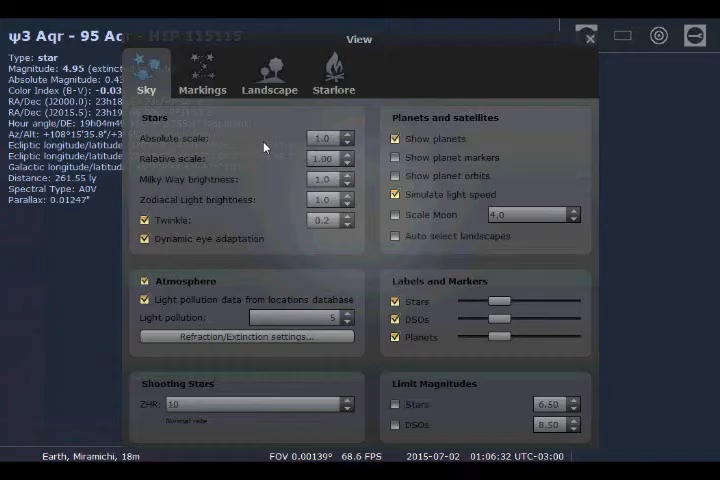 ψ3 Aqr - 95 Aqr - HIP 115115
Type: star
Magnitude: 4.95
Absolute Magnitude: 0.43
Color Index (B-V): -0.03
RA/Dec (J2000.0): 23h18
RA/Dec (J2015.5): 23h19
Hour angle/DE: 19h04m4
Az/Alt: +108°15'35.8"/+3
Ecliptic longitude/latitude
Ecliptic longitude/latitude
Galactic longitude/latitude
Distance: 261.55 ly
Spectral Type: A0V
Parallax: 0.01247"
View
Sky
Markings
Landscape
Starlore
Stars
Absolute scale: 1.0
Relative scale: 1.00
Milky Way brightness: 1.0
Zodiacal Light brightness: 1.0
Twinkle: 0.2
Dynamic eye adaptation
Atmosphere
Light pollution data from locations database
Light pollution: 5
Refraction/Extinction settings...
Shooting Stars
ZHR: 10
Normal rate
Planets and satellites
Show planets
Show planet markers
Show planet orbits
Simulate light speed
Scale Moon 4.0
Auto select landscapes
Labels and Markers
Stars
DSOs
Planets
Limit Magnitudes
Stars 6.50
DSOs 8.50
Earth, Miramichi, 18m FOV 0.00139° 68.6 FPS 2015-07-02 01:06:32 UTC-03:00